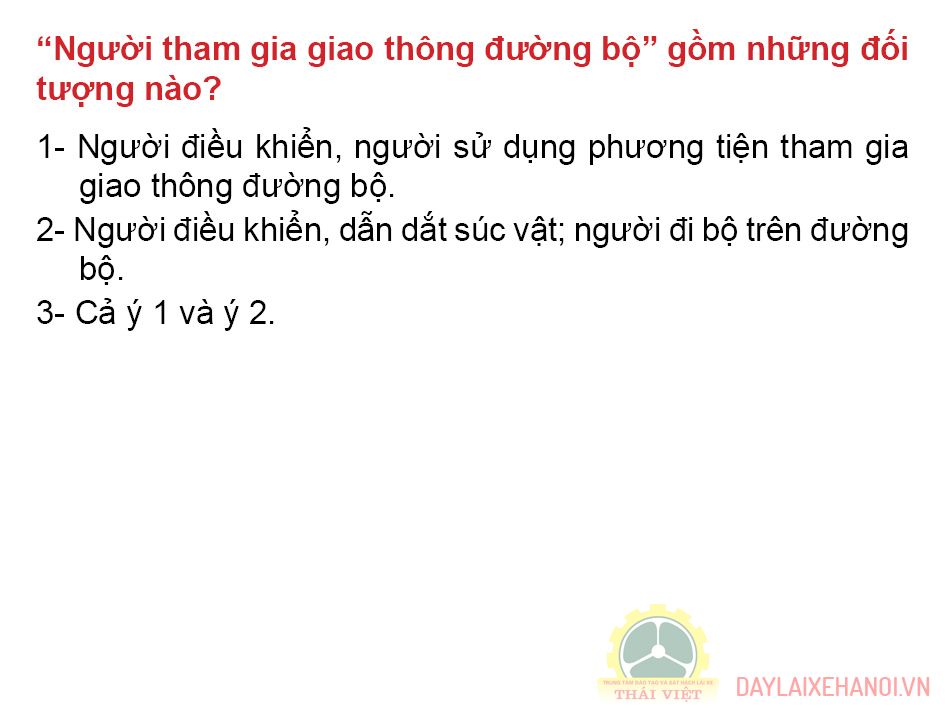 “Người tham gia giao thông đường bộ” gồm những đối
tượng nào?
1- Người điều khiển, người sử dụng phương tiện tham gia
giao thông đường bộ.
2- Người điều khiển, dẫn dắt súc vật; người đi bộ trên đường
bộ.
3- Cả ý 1 và ý 2.
TRUNG TÂM ĐÀO TẠO VÀ SÁT HẠCH LÁI XE
THÁI VIỆT
DAYLAIXEHANOI.VN